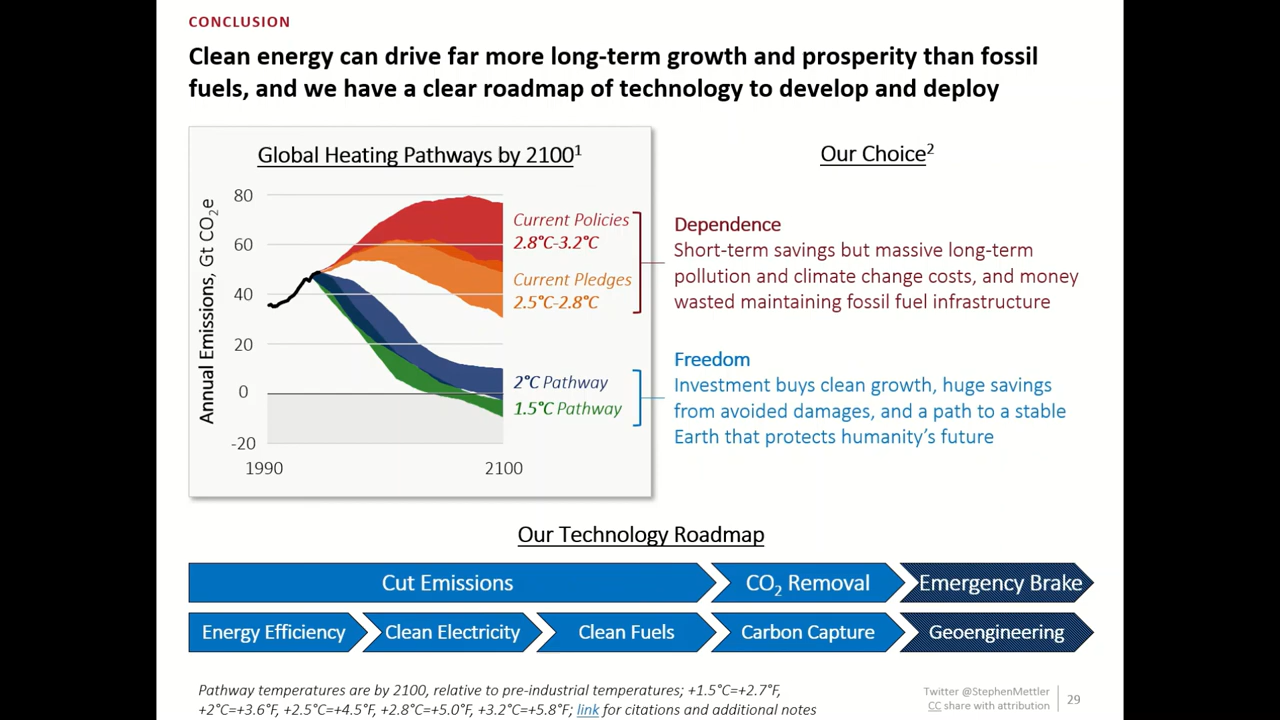 CONCLUSION
Clean energy can drive far more long-term growth and prosperity than fossil
fuels, and we have a clear roadmap of technology to develop and deploy
Global Heating Pathways by 2100¹
Annual Emissions, Gt CO₂e
80
60
40
20
0
-20
1990
2100
Current Policies
2.8°C-3.2°C
Current Pledges
2.5°C-2.8°C
2°C Pathway
1.5°C Pathway
Our Choice²
Dependence
Short-term savings but massive long-term
pollution and climate change costs, and money
wasted maintaining fossil fuel infrastructure
Freedom
Investment buys clean growth, huge savings
from avoided damages, and a path to a stable
Earth that protects humanity's future
Our Technology Roadmap
Cut Emissions
CO₂ Removal
Emergency Brake
Energy Efficiency
Clean Electricity
Clean Fuels
Carbon Capture
Geoengineering
Pathway temperatures are by 2100, relative to pre-industrial temperatures; +1.5°C=+2.7°F,
+2°C=+3.6°F, +2.5°C=+4.5°F, +2.8°C=+5.0°F, +3.2°C=+5.8°F; link for citations and additional notes
Twitter @StephenMettler
CC share with attribution
29